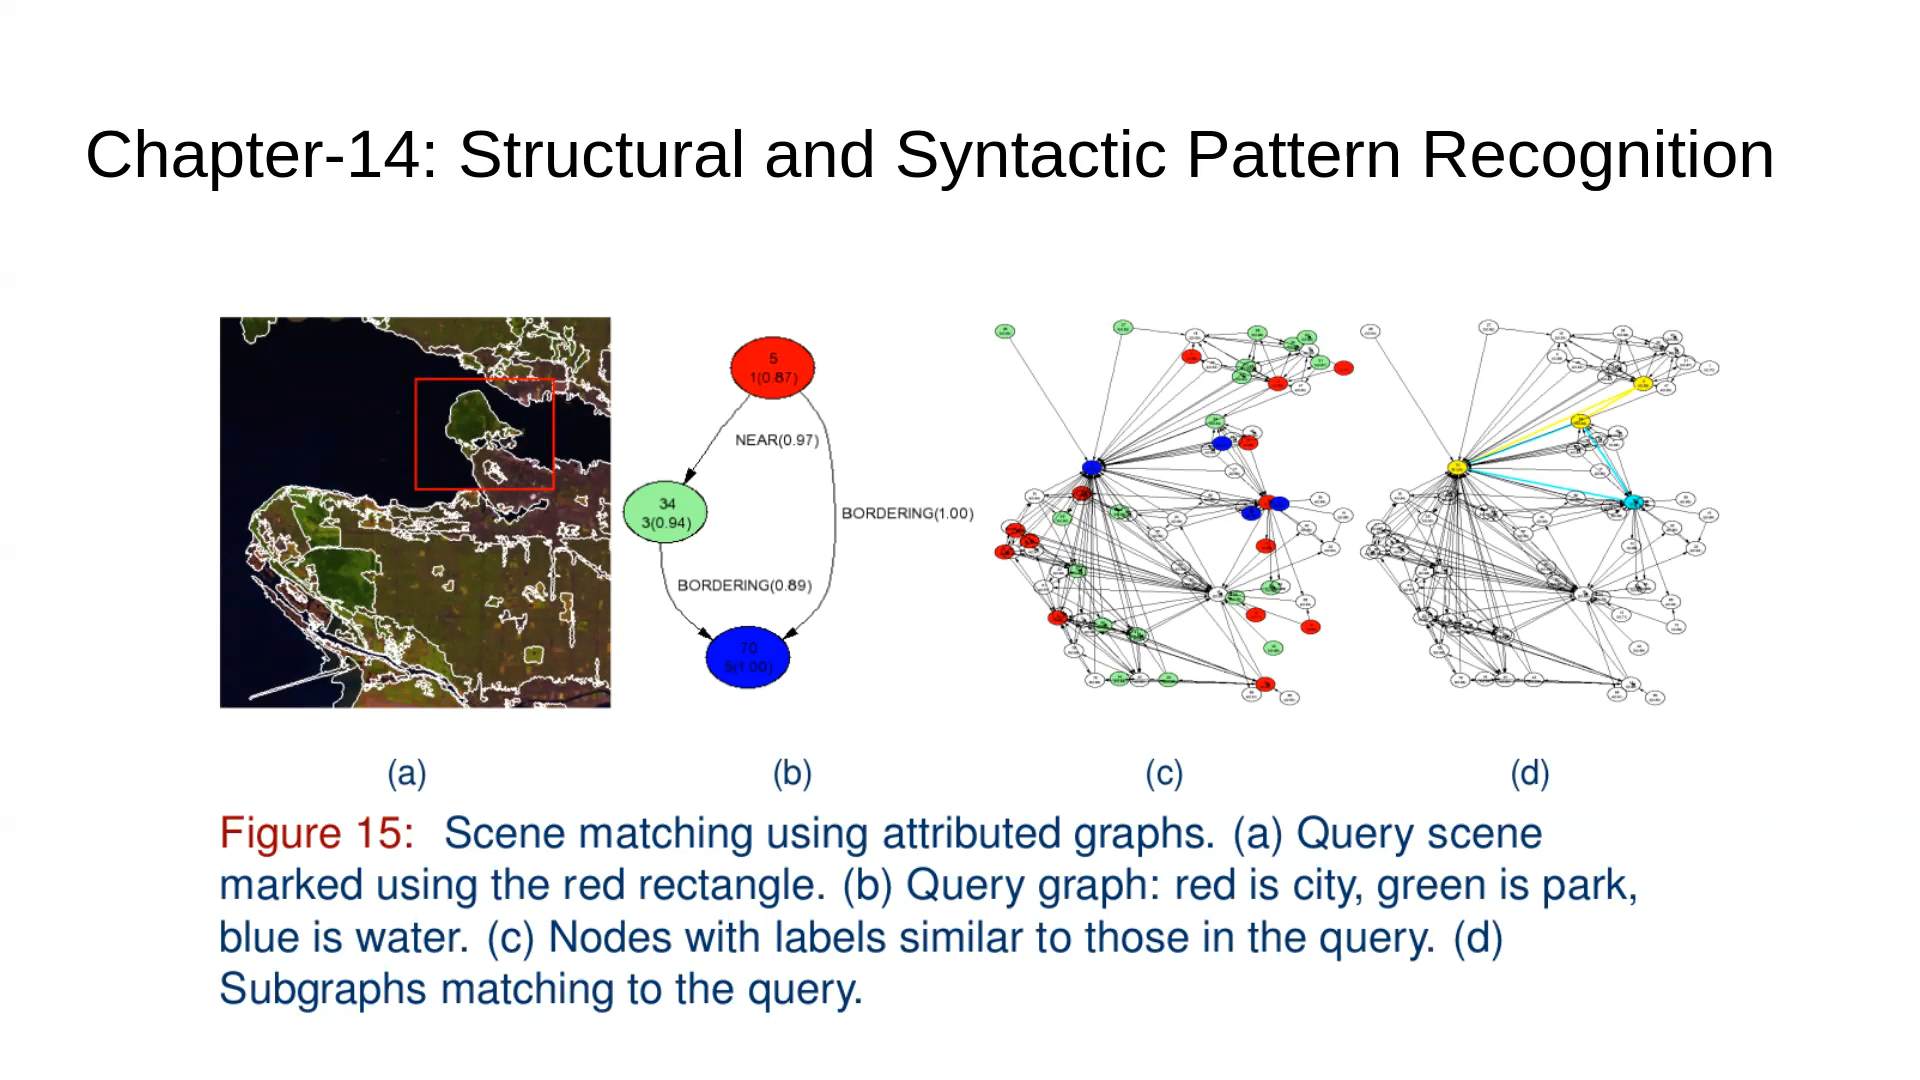 Chapter-14: Structural and Syntactic Pattern Recognition
5
1(0.87)
NEAR(0.97)
34
3(0.94)
BORDERING(1.00)
BORDERING(0.89)
70
5(1.00)
(a)
(b)
(c)
(d)
Figure 15: Scene matching using attributed graphs. (a) Query scene
marked using the red rectangle. (b) Query graph: red is city, green is park,
blue is water. (c) Nodes with labels similar to those in the query. (d)
Subgraphs matching to the query.